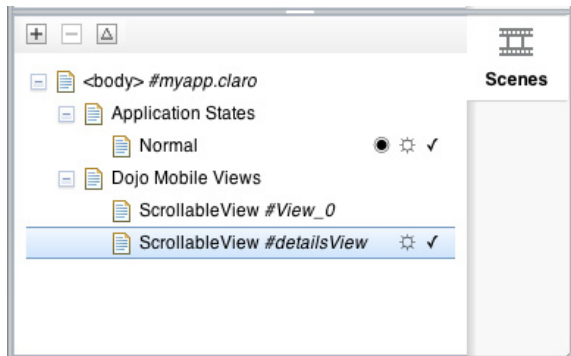 Scenes
<body> #myapp.claro
Application States
Normal
Dojo Mobile Views
ScrollableView #View_0
ScrollableView #detailsView